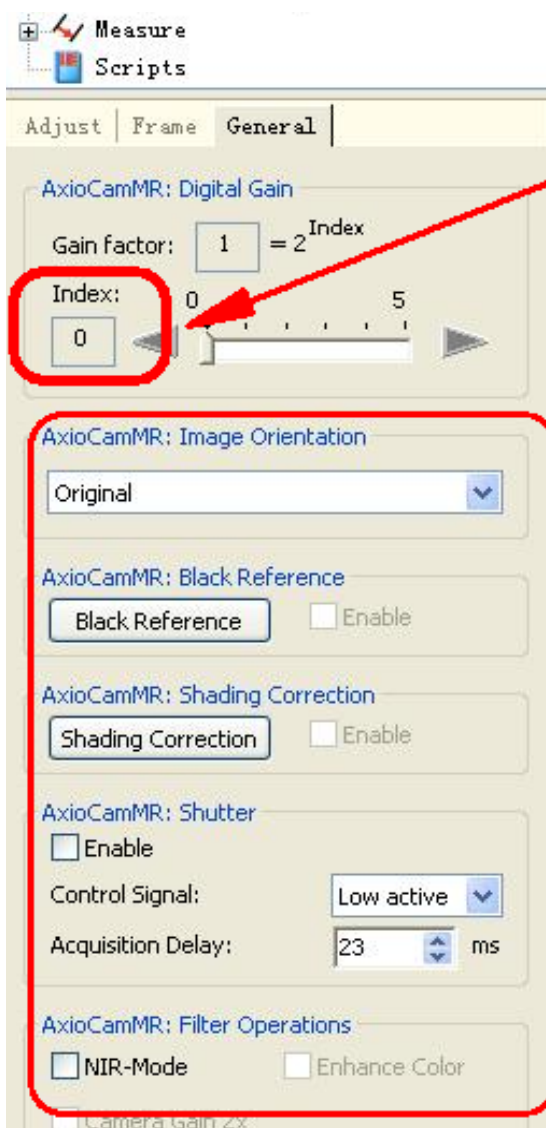 Measure
Scripts
Adjust Frame General
AxioCamMR: Digital Gain
Gain factor: 1 = 2^Index
Index: 0 5
0
AxioCamMR: Image Orientation
Original
AxioCamMR: Black Reference
Black Reference Enable
AxioCamMR: Shading Correction
Shading Correction Enable
AxioCamMR: Shutter
Enable
Control Signal: Low active
Acquisition Delay: 23 ms
AxioCamMR: Filter Operations
NIR-Mode Enhance Color
Camera Gain 2x